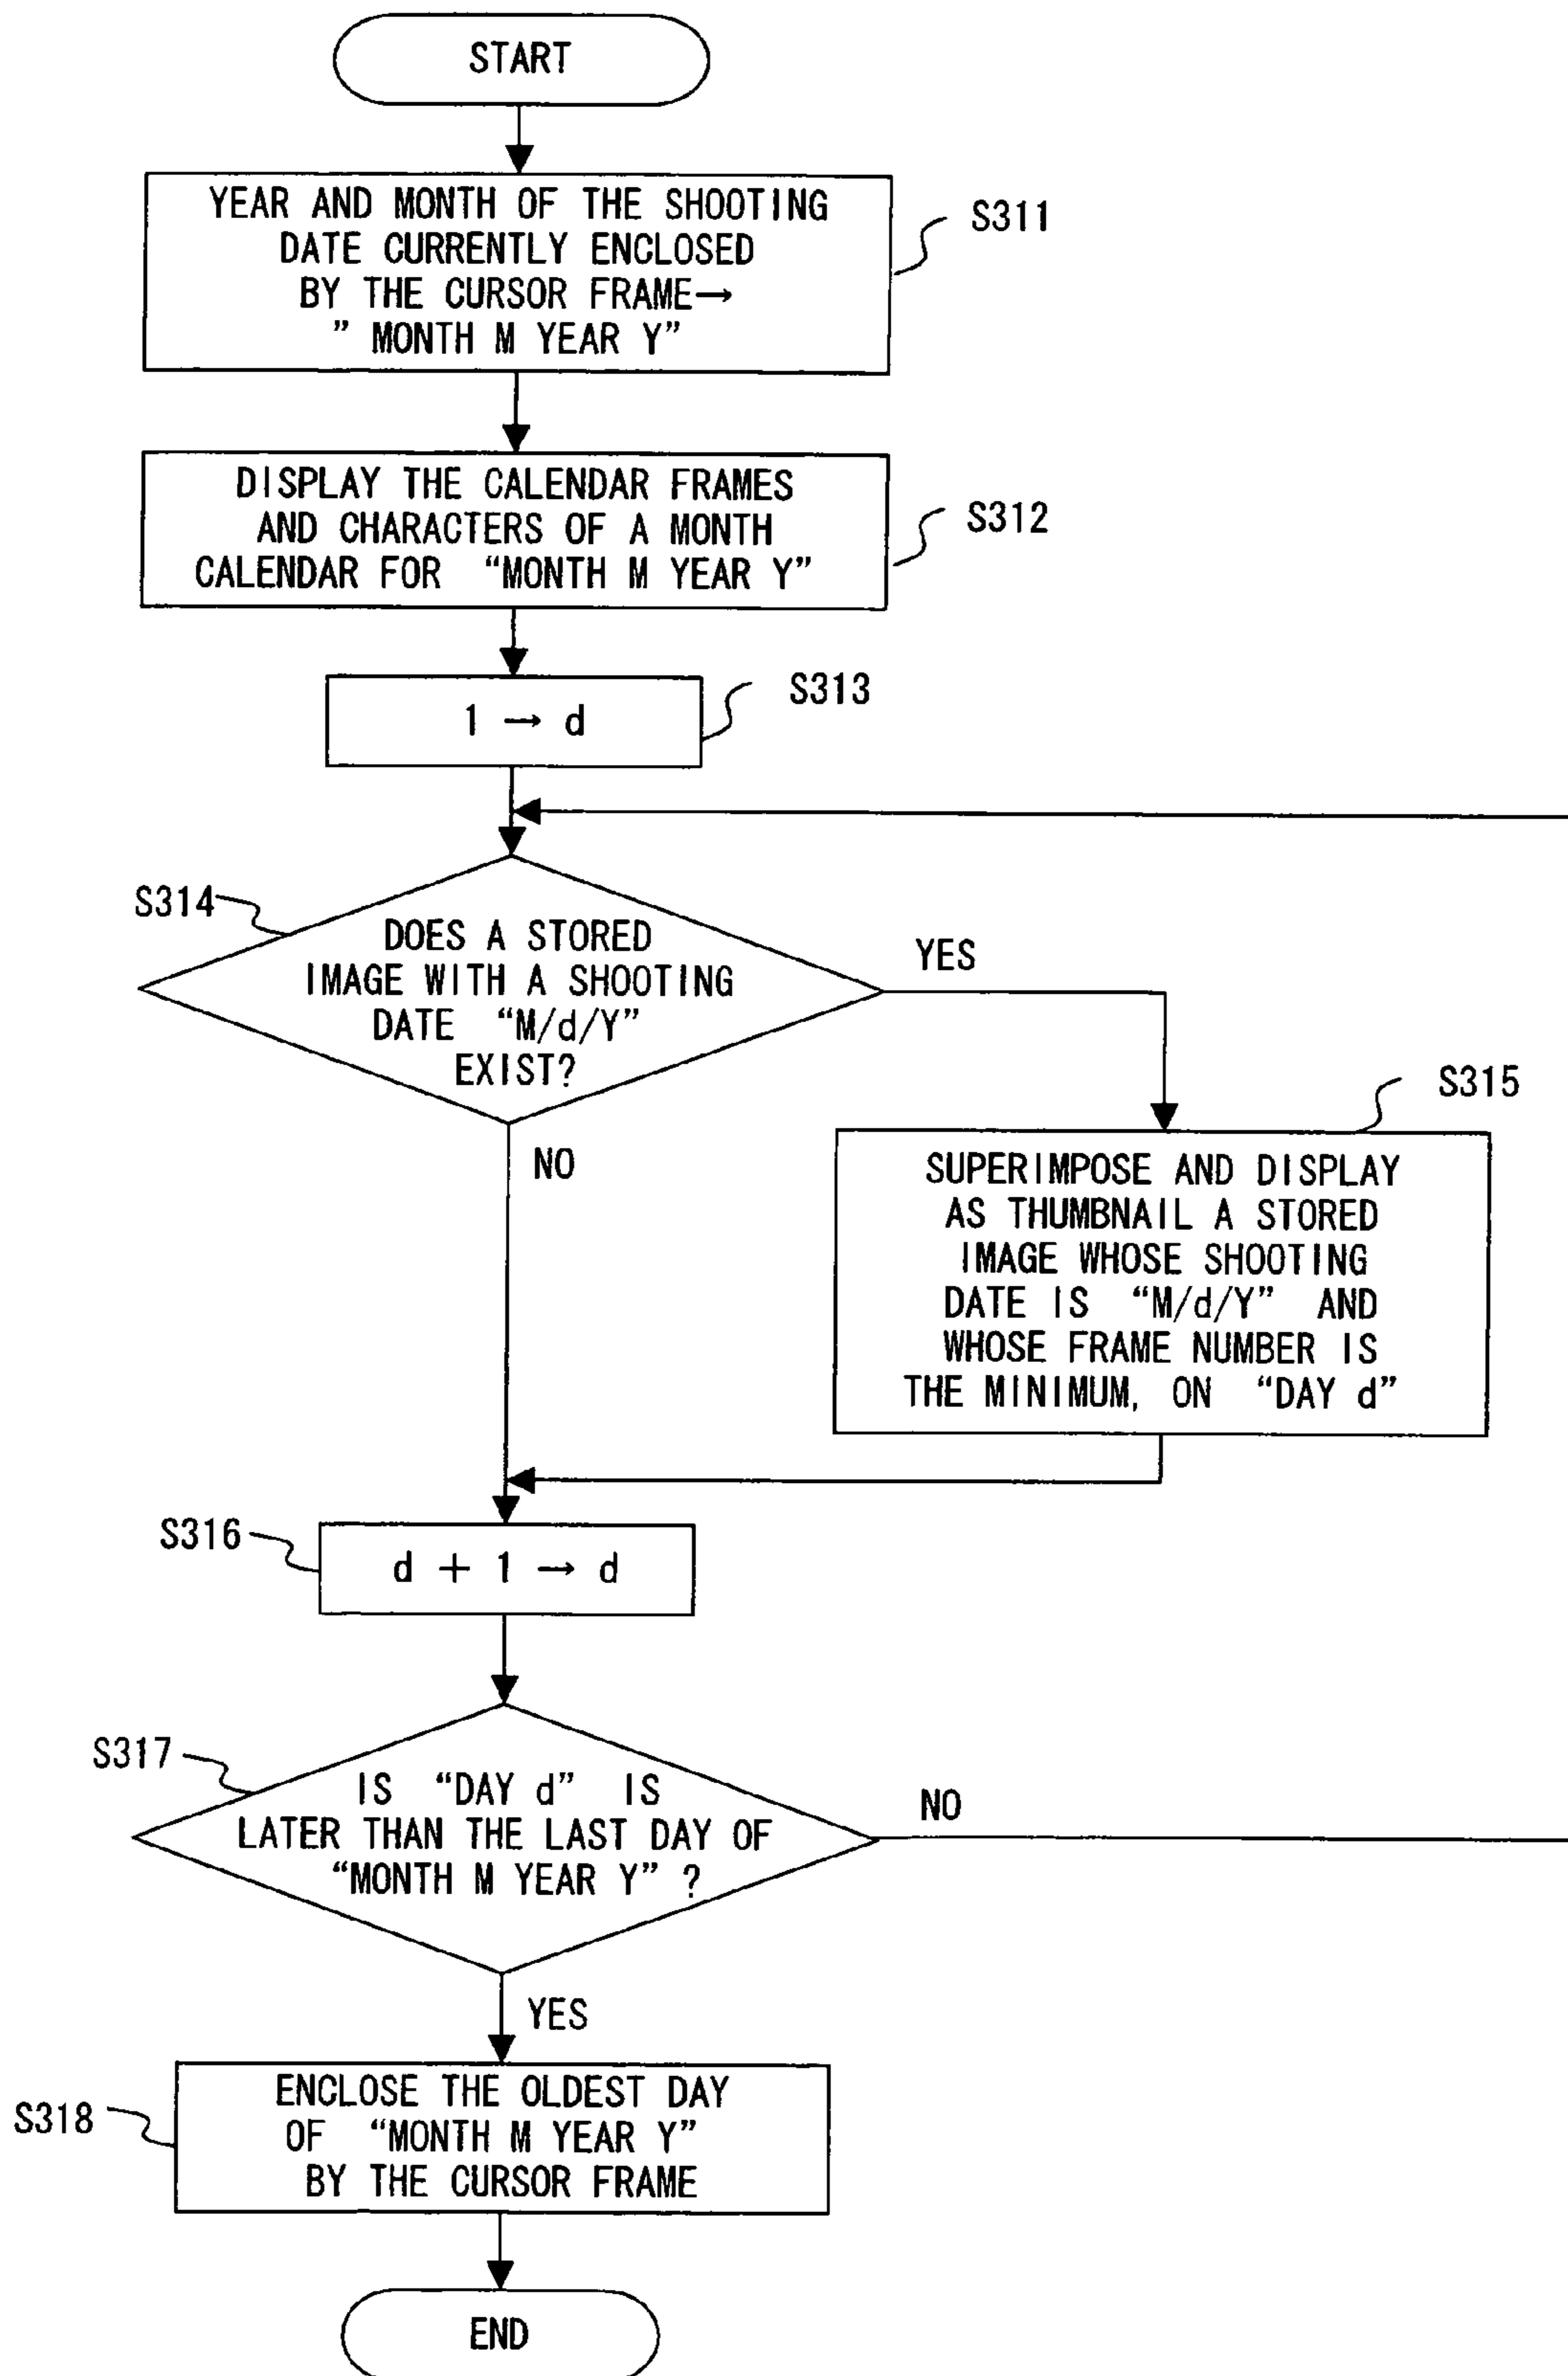 START
YEAR AND MONTH OF THE SHOOTING
DATE CURRENTLY ENCLOSED
BY THE CURSOR FRAME→
” MONTH M YEAR Y”
S311
DISPLAY THE CALENDAR FRAMES
AND CHARACTERS OF A MONTH
CALENDAR FOR “MONTH M YEAR Y”
S312
1 → d
S313
S314
DOES A STORED
IMAGE WITH A SHOOTING
DATE “M/d/Y”
EXIST?
YES
NO
S315
SUPERIMPOSE AND DISPLAY
AS THUMBNAIL A STORED
IMAGE WHOSE SHOOTING
DATE IS “M/d/Y” AND
WHOSE FRAME NUMBER IS
THE MINIMUM, ON “DAY d”
S316
d + 1 → d
S317
IS “DAY d” IS
LATER THAN THE LAST DAY OF
“MONTH M YEAR Y” ?
NO
YES
S318
ENCLOSE THE OLDEST DAY
OF “MONTH M YEAR Y”
BY THE CURSOR FRAME
END